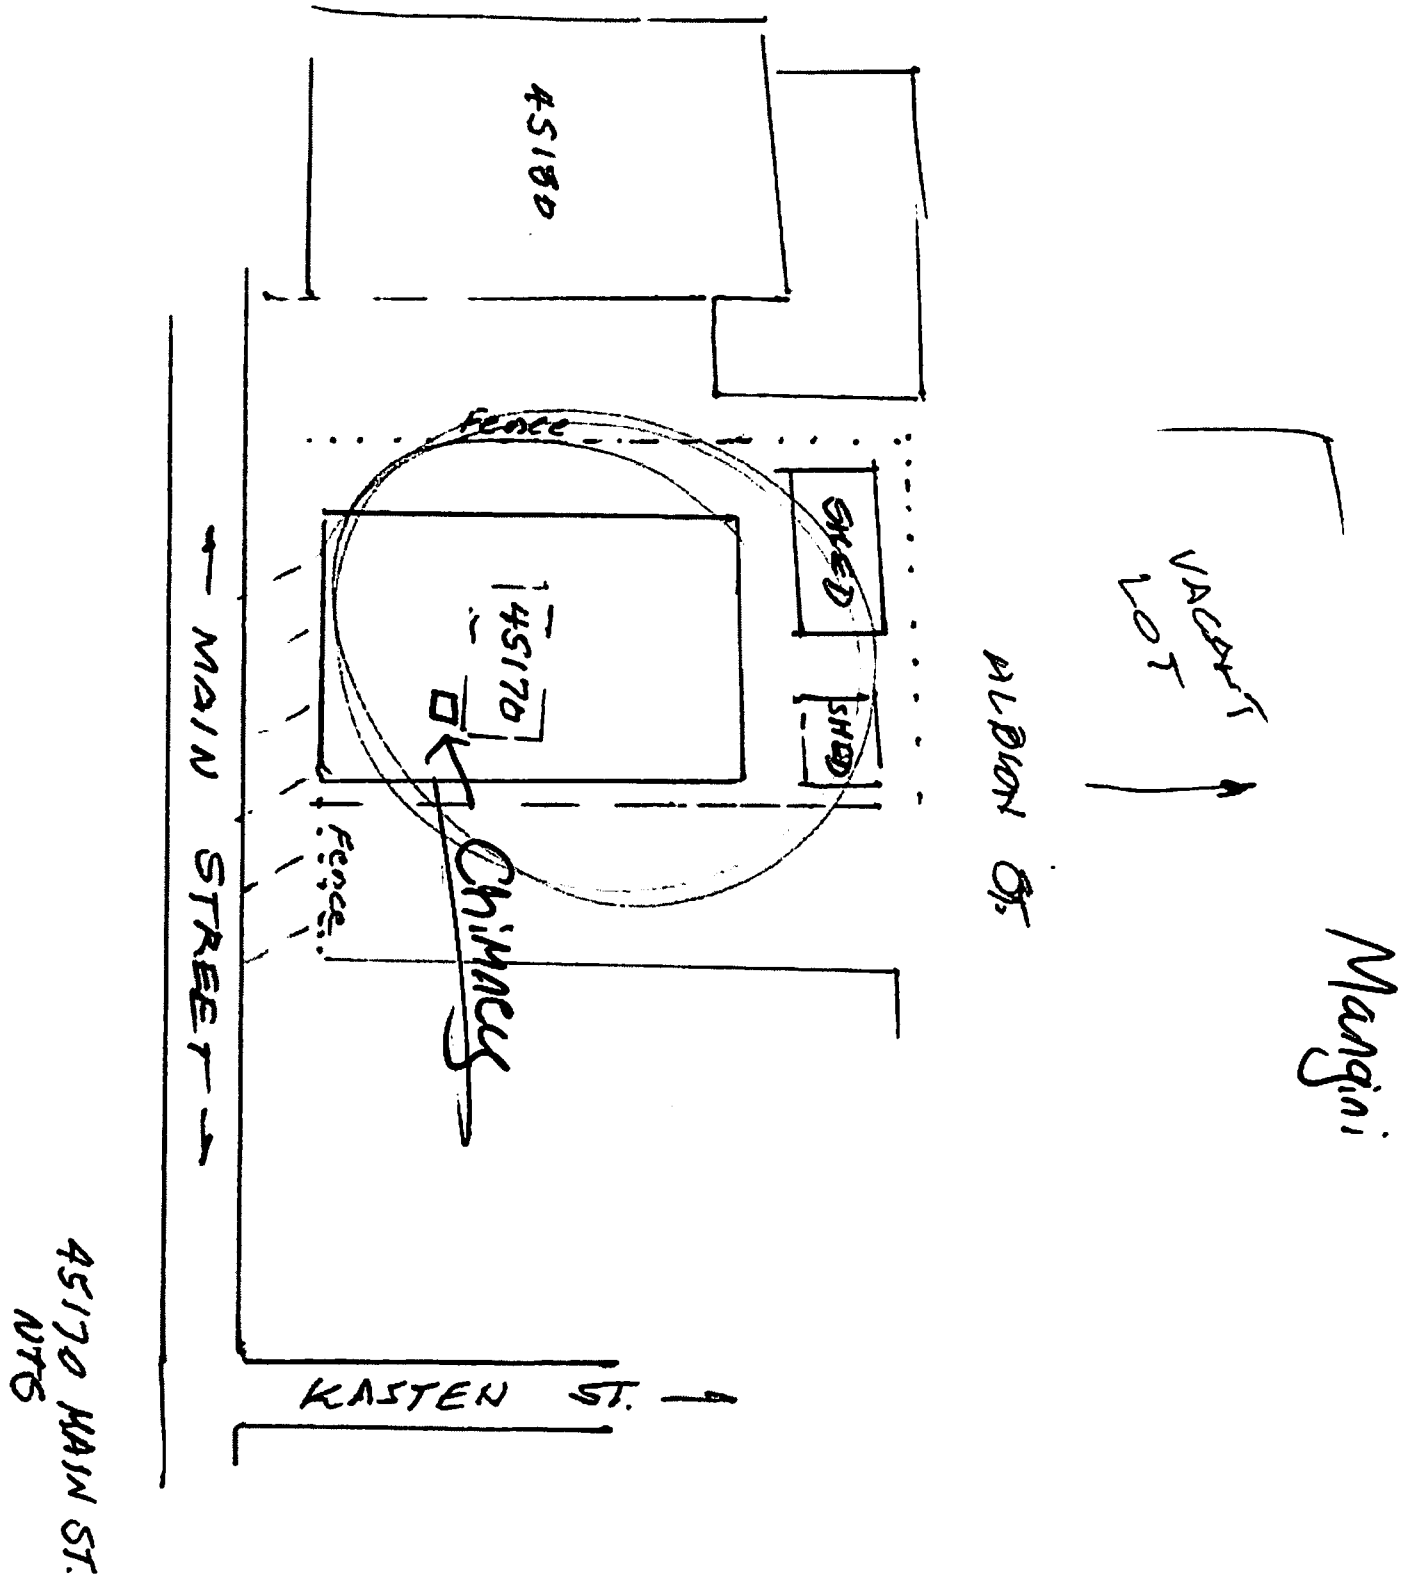 Mangini
VACANT
LOT
ALBION ST.
SHED
SHED
45180
Fence
45170
Chimney
Fence
← MAIN STREET →
KASTEN ST. →
45170 MAIN ST.
NTS